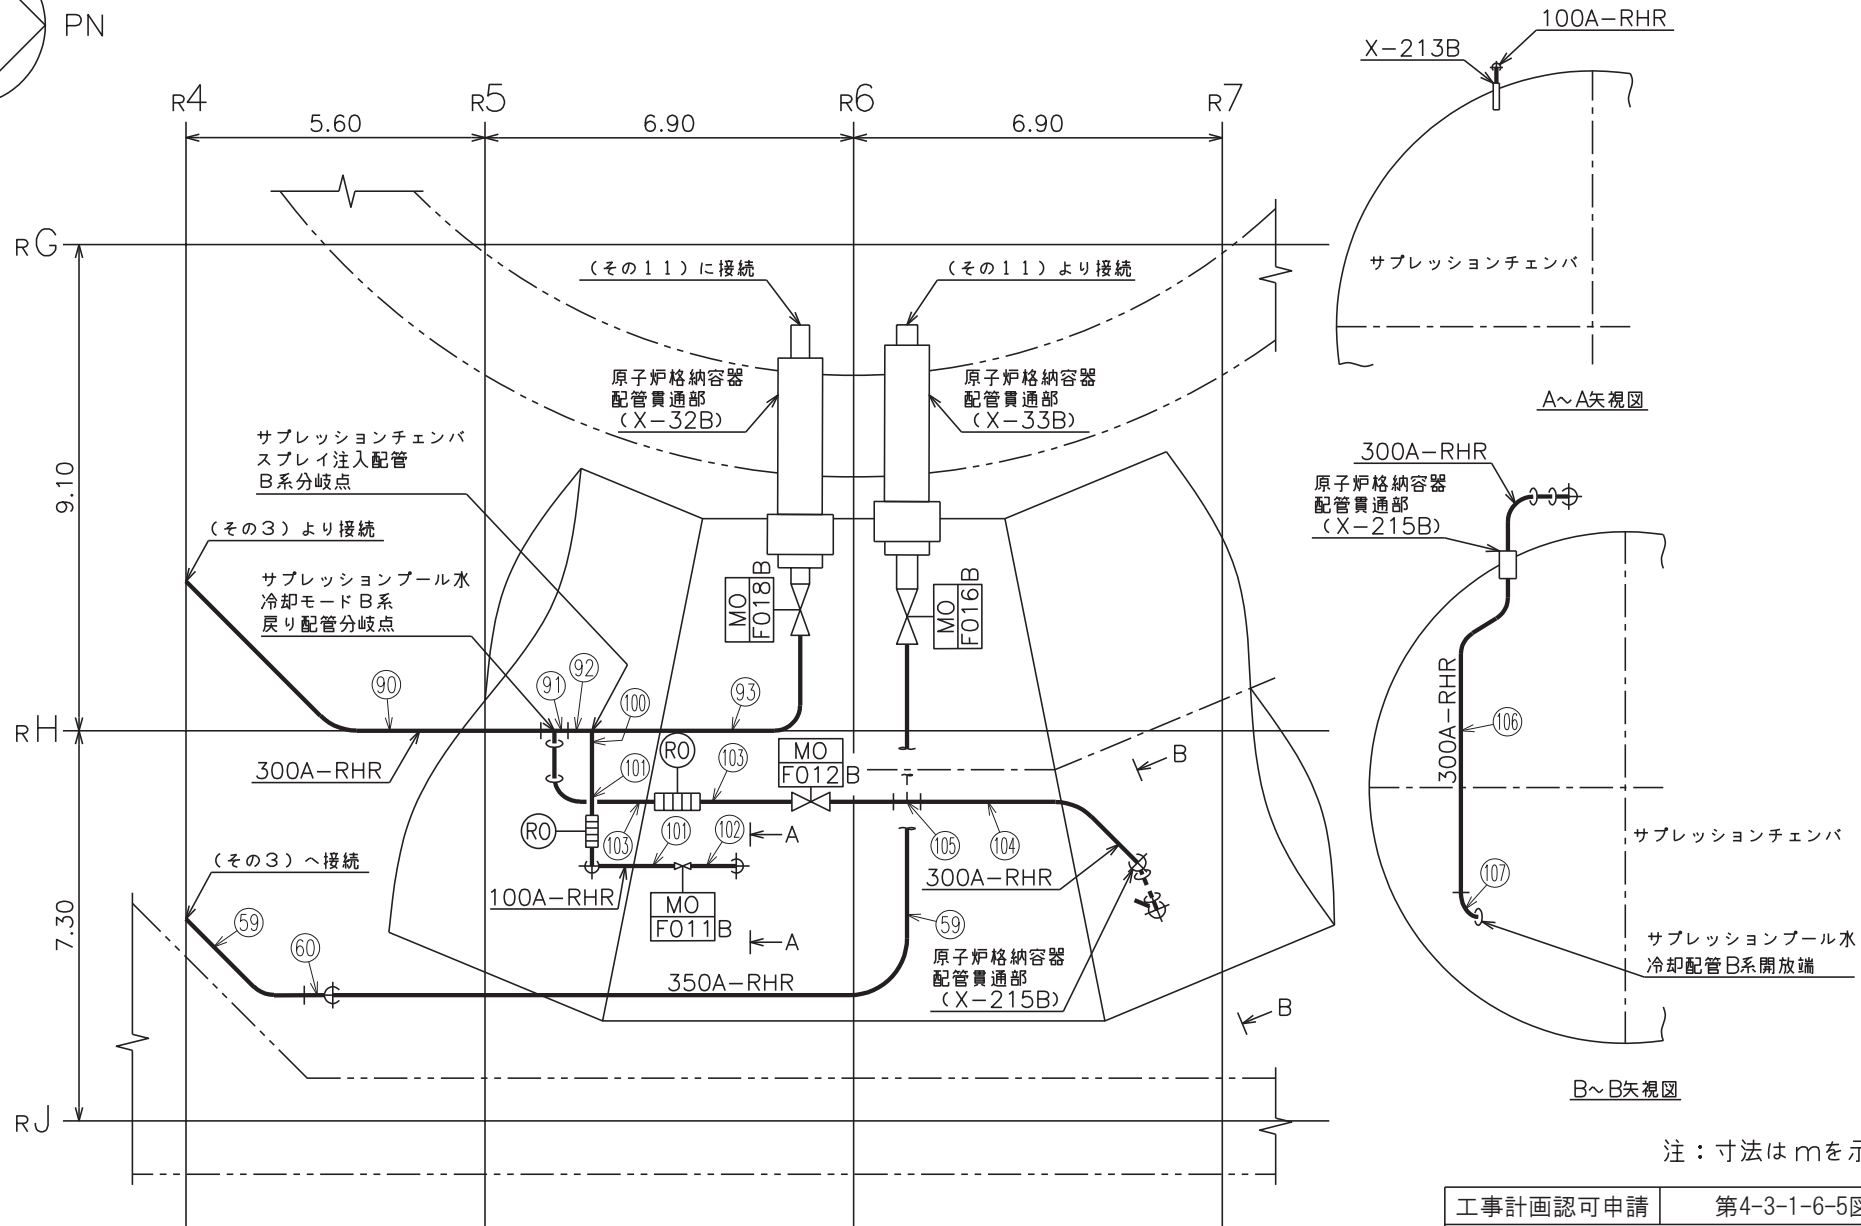 PN
R4
R5
R6
R7
5.60
6.90
6.90
RG
RH
RJ
9.10
7.30
(その11)に接続
(その11)より接続
原子炉格納容器
配管貫通部
(X-32B)
原子炉格納容器
配管貫通部
(X-33B)
サプレッションチェンバ
スプレイ注入配管
B系分岐点
(その3)より接続
サプレッションプール水
冷却モードB系
戻り配管分岐点
MO
F018B
MO
F016B
90
91
92
100
93
300A-RHR
101
RO
103
MO
F012B
B
RO
103
101
102
A
105
104
(その3)へ接続
100A-RHR
300A-RHR
MO
F011B
A
59
60
59
350A-RHR
原子炉格納容器
配管貫通部
(X-215B)
B
100A-RHR
X-213B
サプレッションチェンバ
A~A矢視図
300A-RHR
原子炉格納容器
配管貫通部
(X-215B)
300A-RHR
106
サプレッションチェンバ
107
サプレッションプール水
冷却配管B系開放端
B~B矢視図
注:寸法はmを示
工事計画認可申請
第4-3-1-6-5図